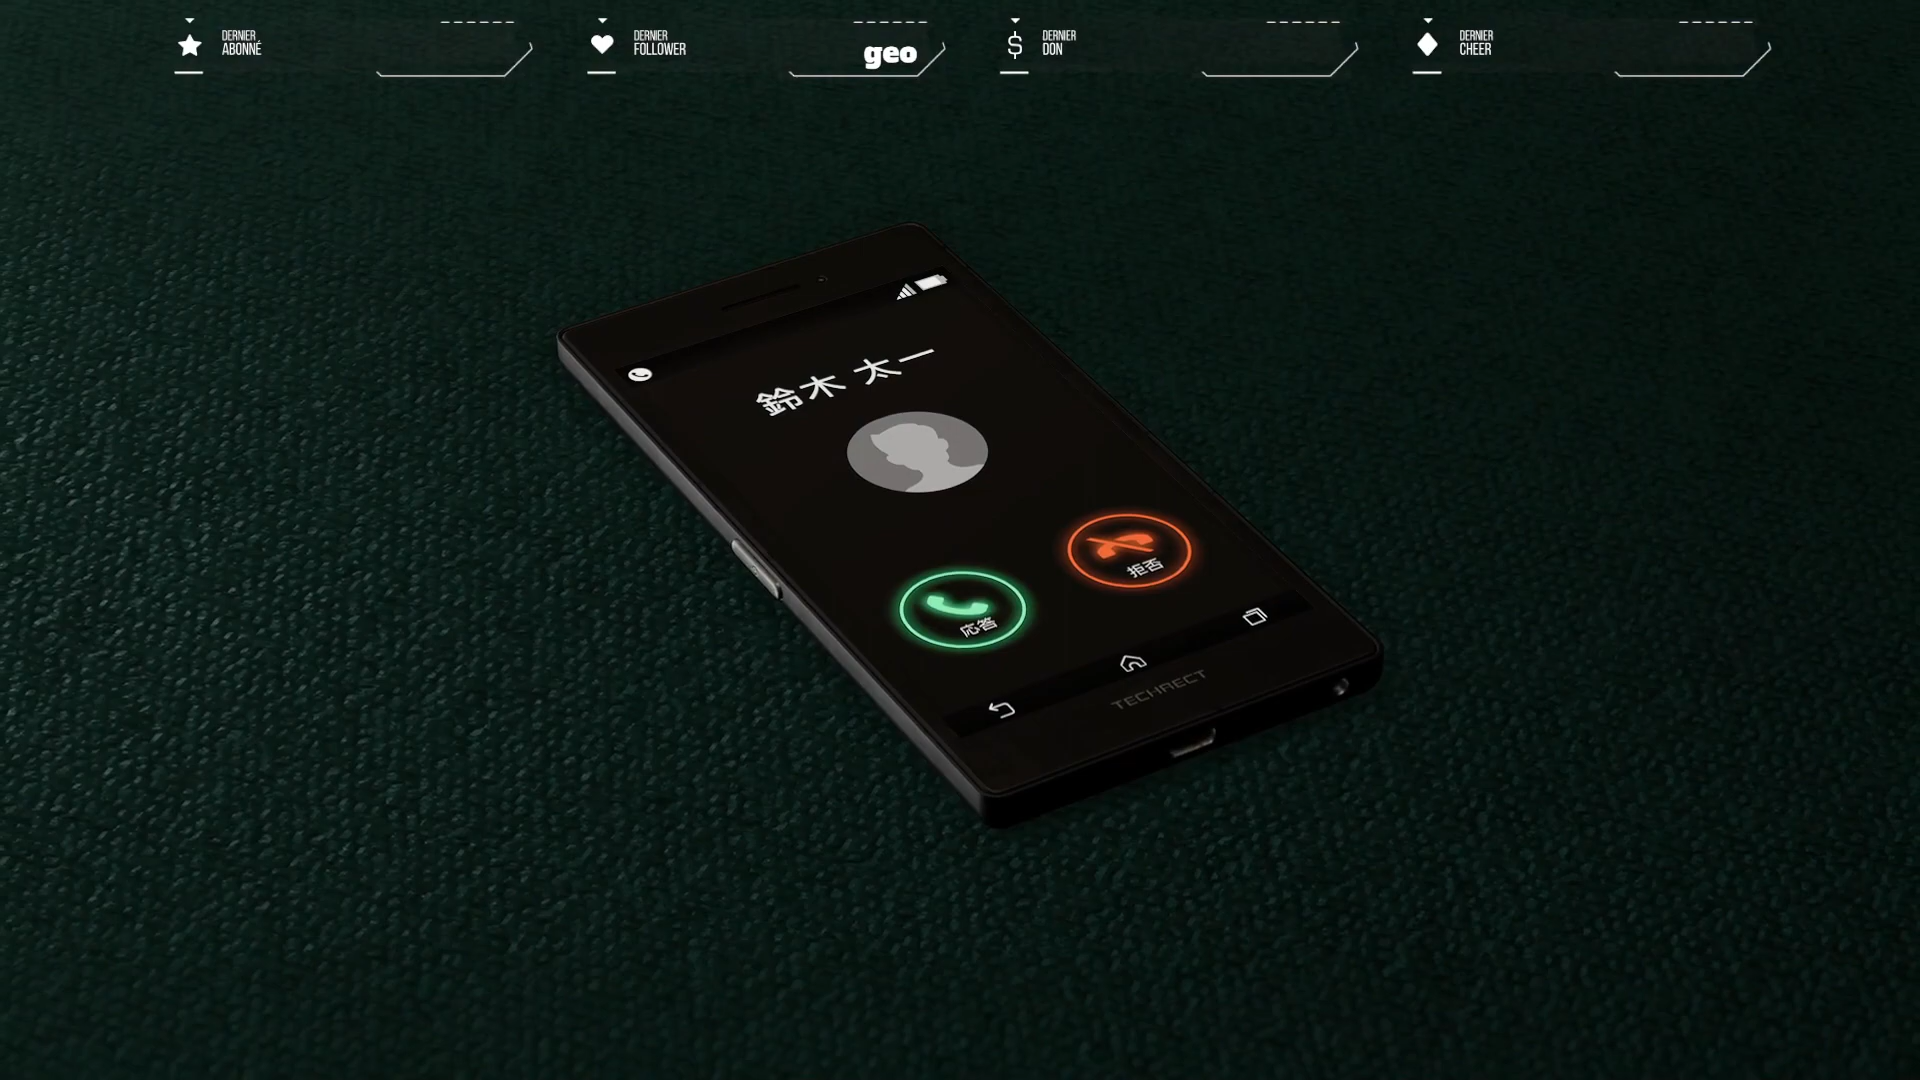 DERNIER
ABONNÉ
DERNIER
FOLLOWER
geo
DERNIER
DON
DERNIER
CHEER
鈴木 太一
拒否
応答
TECHRECT